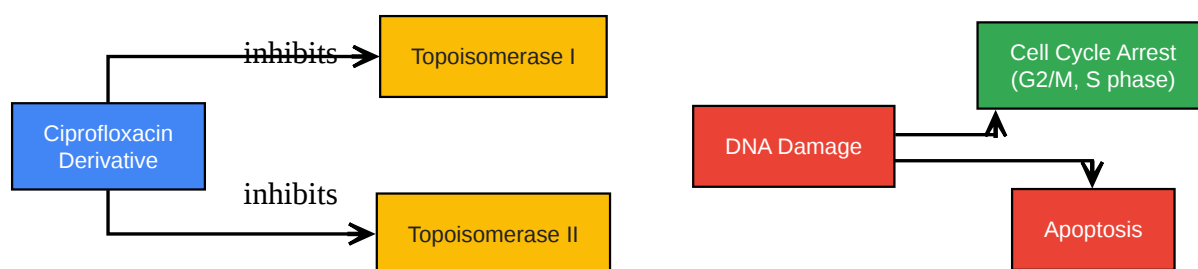 inhibits
Topoisomerase I
Ciprofloxacin
Derivative
inhibits
Topoisomerase II
Cell Cycle Arrest
(G2/M, S phase)
DNA Damage
Apoptosis